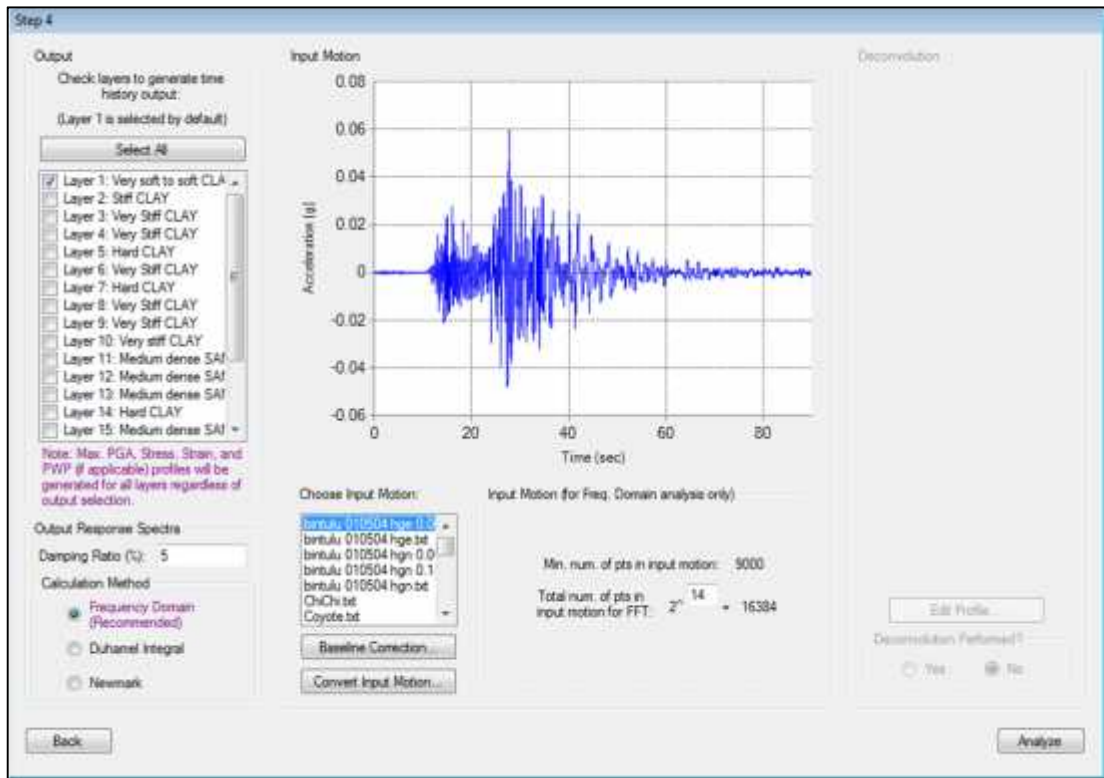 Step 4
Output
Check layers to generate time
history output:
(Layer 1 is selected by default)
Select All
Layer 1: Very soft to soft CLA
Layer 2: Stiff CLAY
Layer 3: Very Stiff CLAY
Layer 4: Very Stiff CLAY
Layer 5: Hard CLAY
Layer 6: Very Stiff CLAY
Layer 7: Hard CLAY
Layer 8: Very Stiff CLAY
Layer 9: Very Stiff CLAY
Layer 10: Very stiff CLAY
Layer 11: Medium dense SAN
Layer 12: Medium dense SAN
Layer 13: Medium dense SAN
Layer 14: Hard CLAY
Layer 15: Medium dense SAN
Note: Max. PGA, Stress, Strain, and
PWP (if applicable) profiles will be
generated for all layers regardless of
output selection.
Output Response Spectra
Damping Ratio (%): 5
Calculation Method
Frequency Domain
(Recommended)
Duhamel Integral
Newmark
Back
Input Motion
0.08
0.06
0.04
0.02
0
-0.02
-0.04
-0.06
Acceleration (g)
0 20 40 60 80
Time (sec)
Choose Input Motion:
bintulu 010504 hge 0.0
bintulu 010504 hge.txt
bintulu 010504 hgn 0.0
bintulu 010504 hgn 0.1
bintulu 010504 hgn.txt
ChiChi.txt
Coyote.txt
Baseline Correction...
Convert Input Motion...
Input Motion (for Freq. Domain analysis only)
Min. num. of pts in input motion: 9000
Total num. of pts in
input motion for FFT: 2^ 14 = 16384
Deconvolution
Edit Profile...
Deconvolution Performed?
Yes No
Analyze